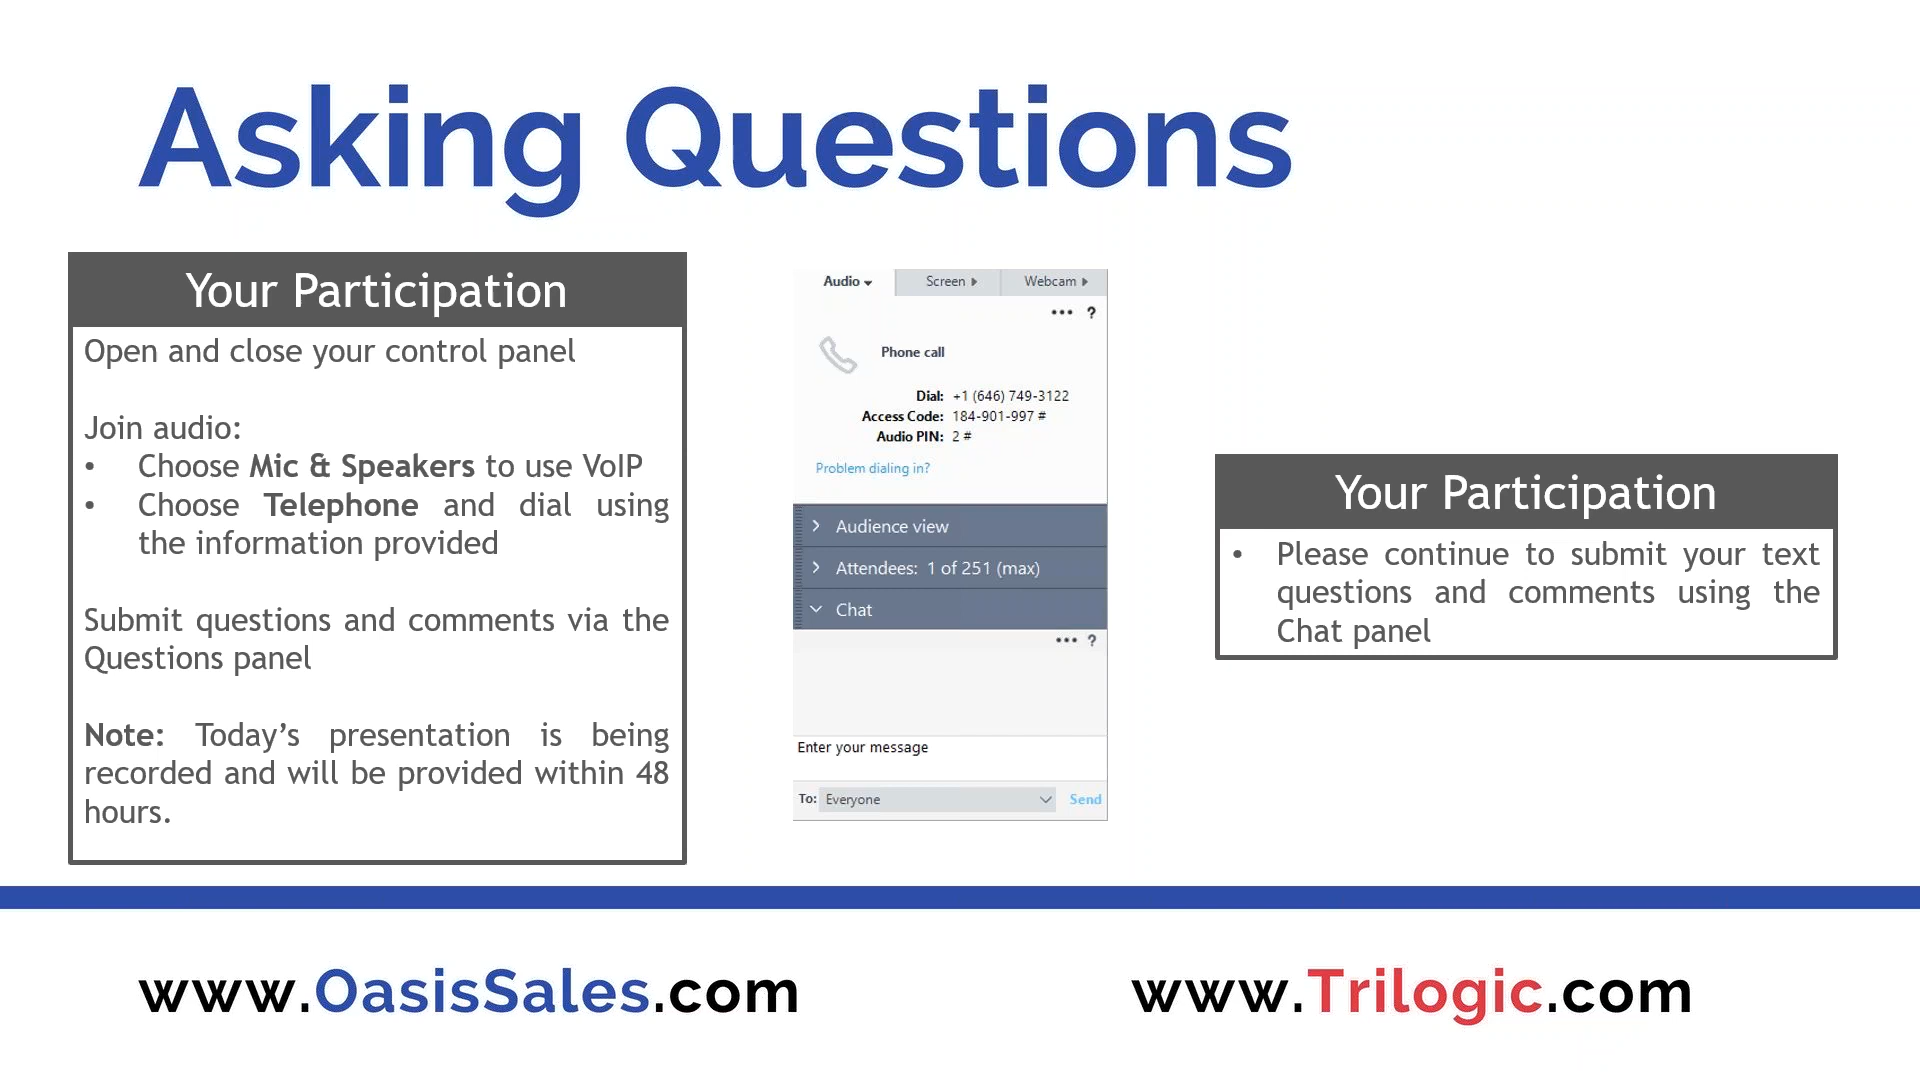 Asking Questions
Your Participation
Open and close your control panel
Join audio:
• Choose Mic & Speakers to use VoIP
• Choose Telephone and dial using
the information provided
Submit questions and comments via the
Questions panel
Note: Today’s presentation is being
recorded and will be provided within 48
hours.
Audio Screen Webcam
••• ?
Phone call
Dial: +1 (646) 749-3122
Access Code: 184-901-997 #
Audio PIN: 2 #
Problem dialing in?
Audience view
Attendees: 1 of 251 (max)
Chat
••• ?
Enter your message
To: Everyone Send
Your Participation
• Please continue to submit your text
questions and comments using the
Chat panel
www.OasisSales.com
www.Trilogic.com